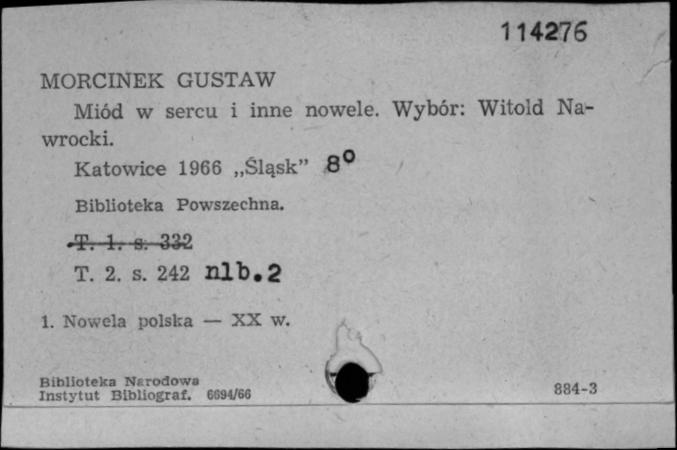 114276
MORCINEK GUSTAW
Miód w sercu i inne nowele. Wybór: Witold Na-
wrocki.
Katowice 1966 „Śląsk” 8°
Biblioteka Powszechna.
T. 1. s. 332
T. 2. s. 242 nlb.2
1. Nowela polska — XX w.
Biblioteka Narodowa
Instytut Bibliograf. 6694/66
884-3